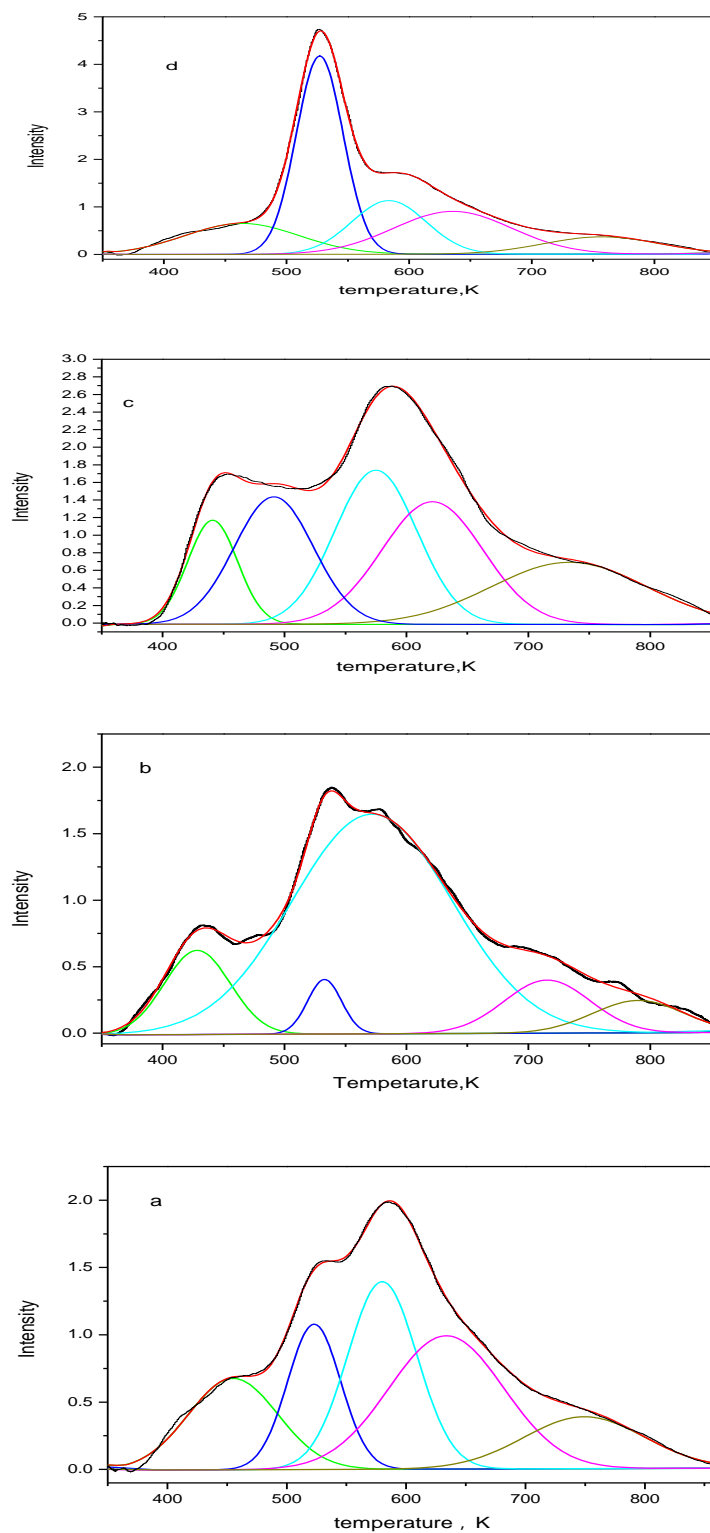 5
4
3
2
1
0
d
Intensity
400 500 600 700 800
temperature,K
3.0
2.8
2.6
2.4
2.2
2.0
1.8
1.6
1.4
1.2
1.0
0.8
0.6
0.4
0.2
0.0
c
Intensity
400 500 600 700 800
temperature,K
2.0
1.5
1.0
0.5
0.0
b
Intensity
400 500 600 700 800
Tempetarute,K
2.0
1.5
1.0
0.5
0.0
a
Intensity
400 500 600 700 800
temperature , K